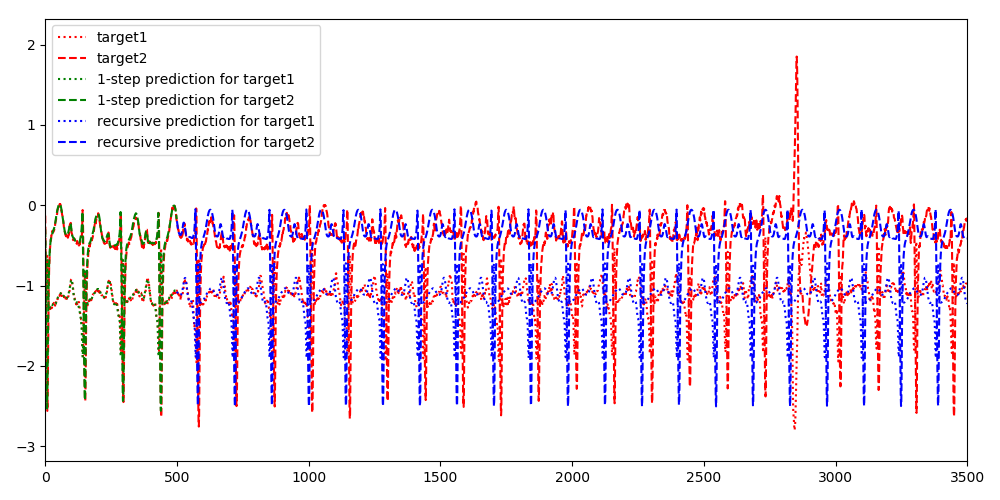 target1
target2
1-step prediction for target1
1-step prediction for target2
recursive prediction for target1
recursive prediction for target2
2
1
0
−1
−2
−3
0 500 1000 1500 2000 2500 3000 3500